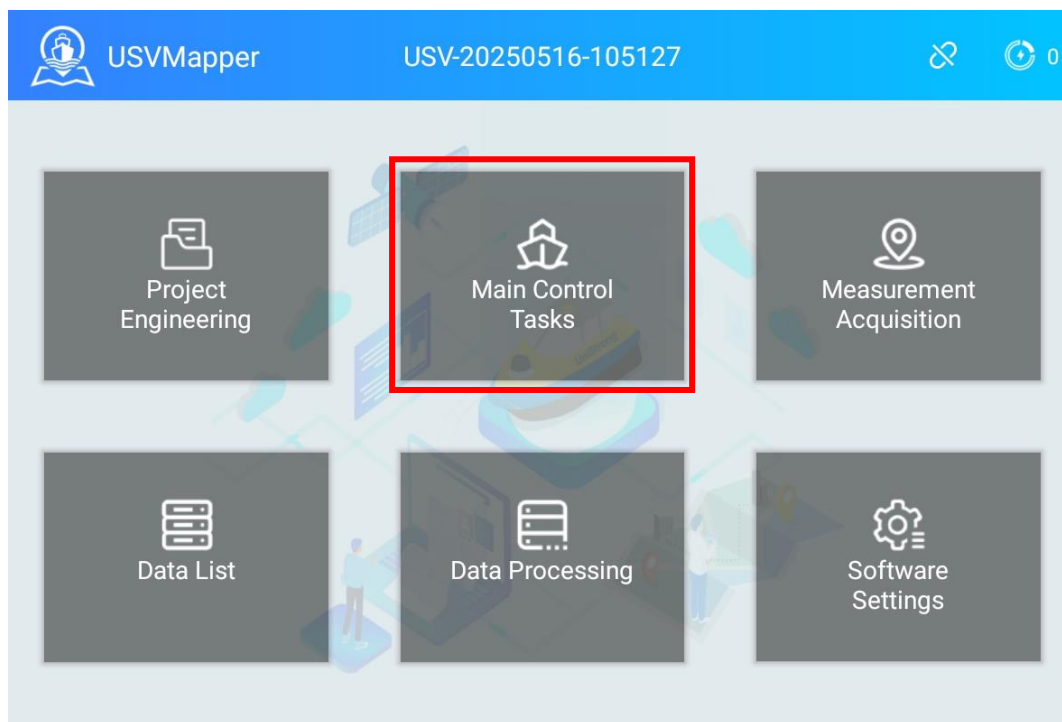 USVMapper
USV-20250516-105127
0
Project
Engineering
Main Control
Tasks
Measurement
Acquisition
Data List
Data Processing
Software
Settings